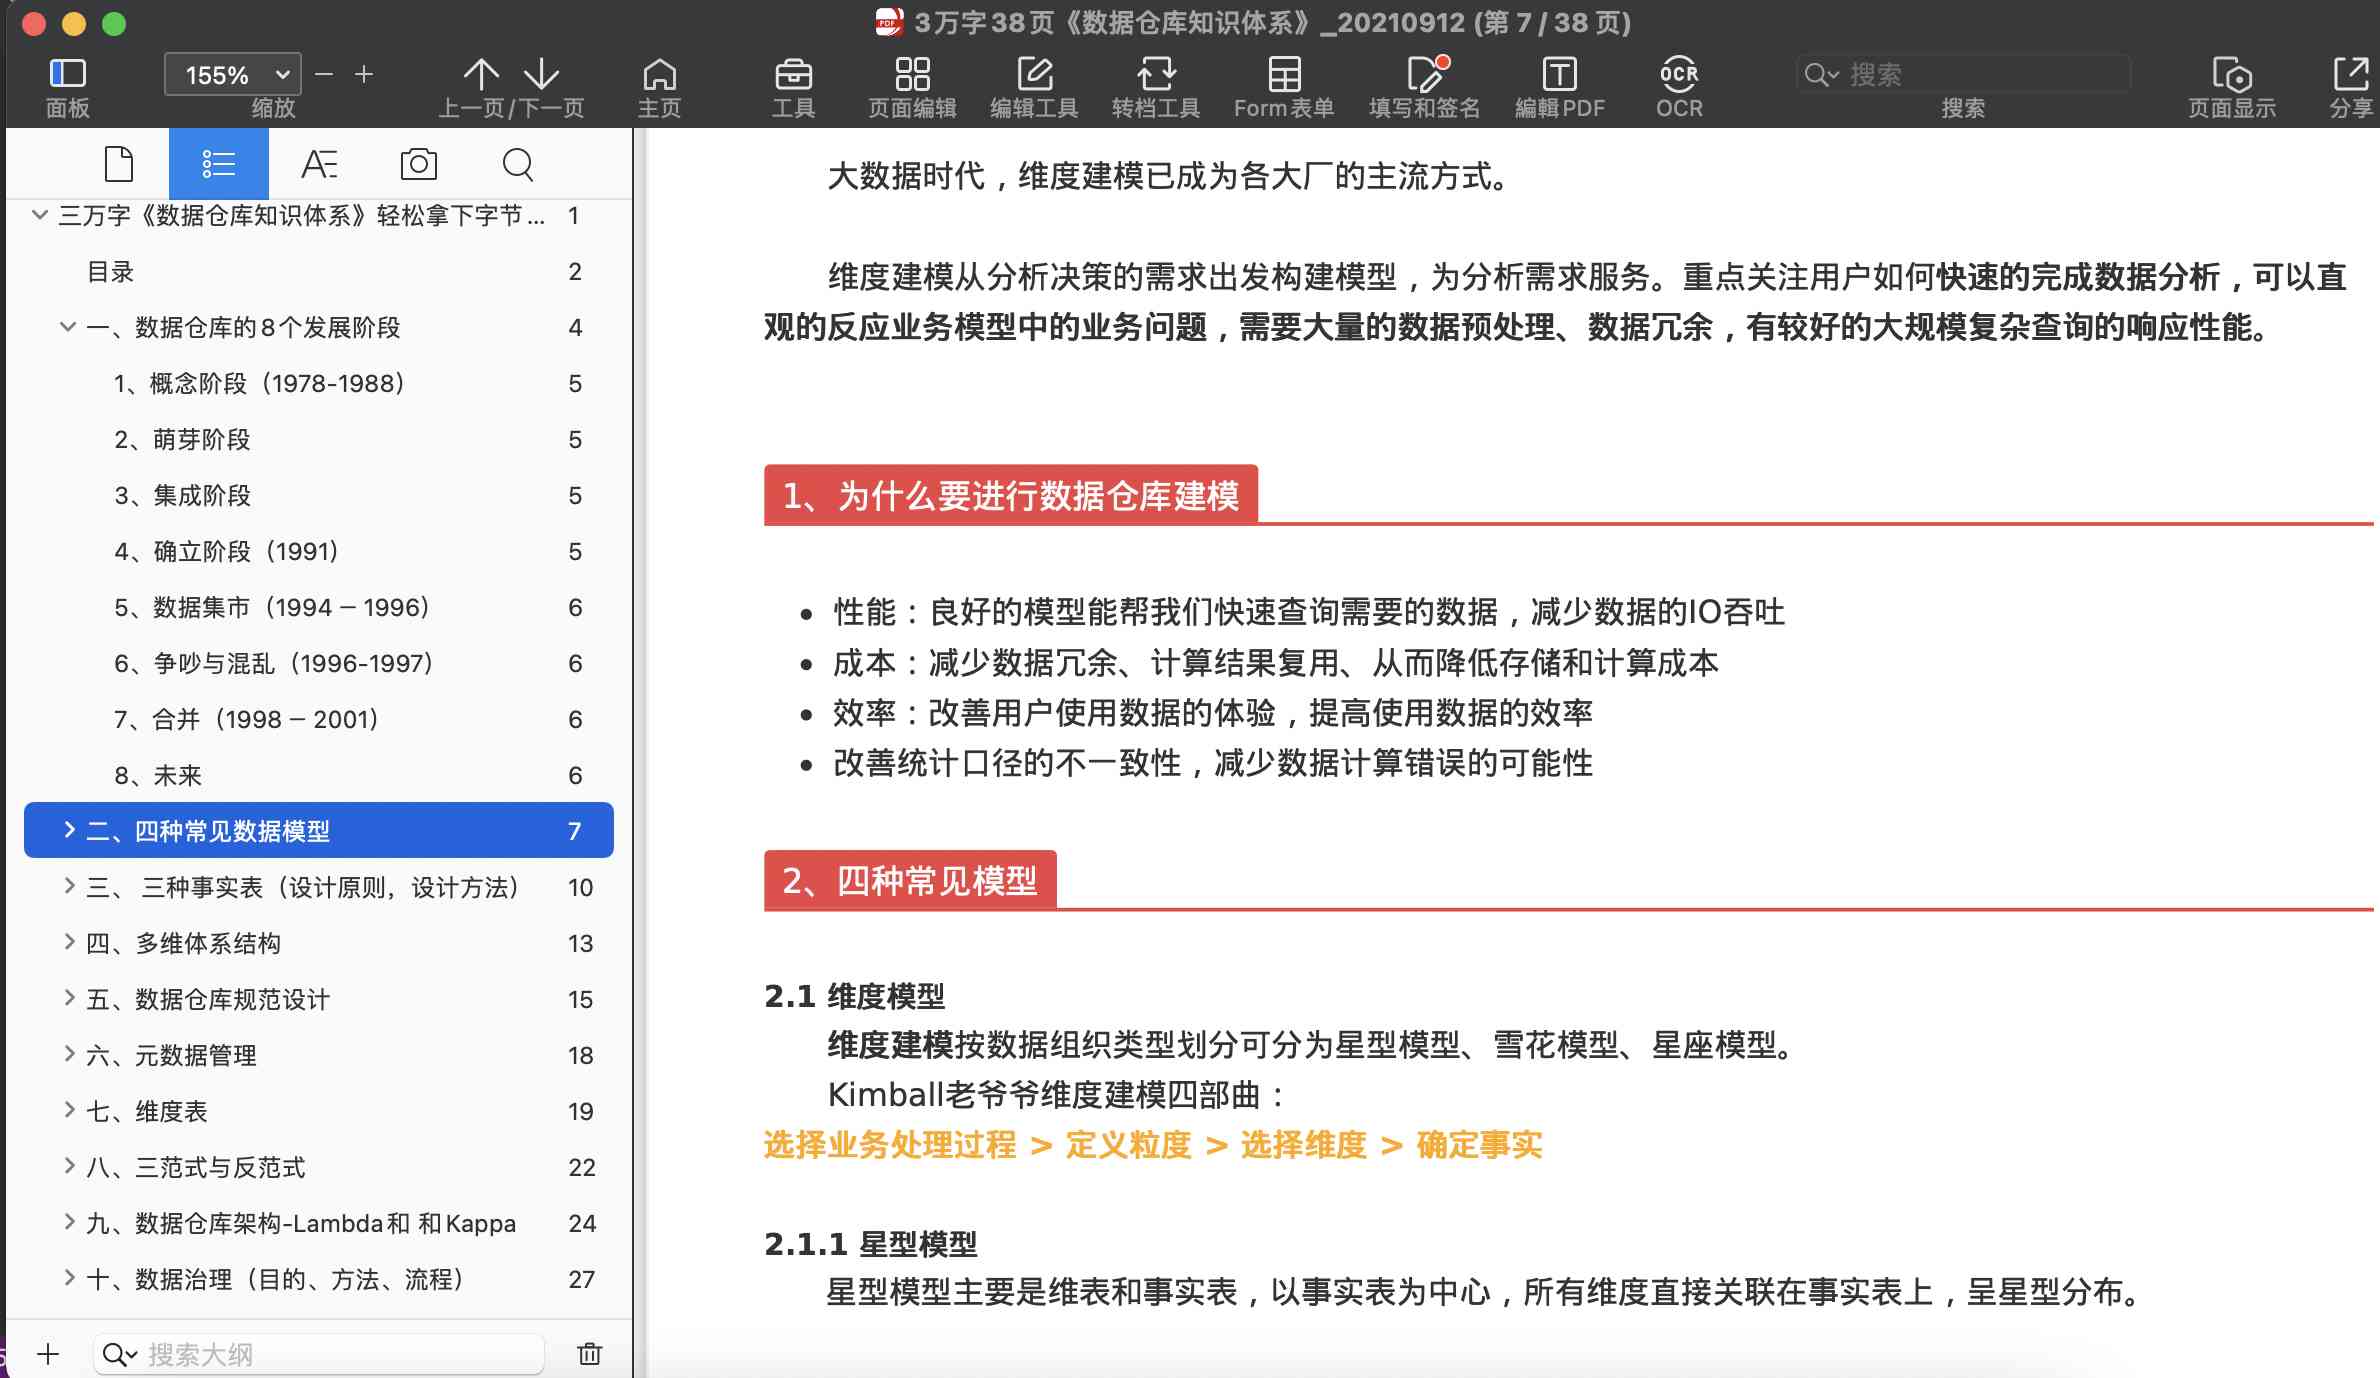 3万字38页《数据仓库知识体系》_20210912 (第 7 / 38 页)
155%
面板
缩放
上一页/下一页
主页
工具
页面编辑
编辑工具
转档工具
Form表单
填写和签名
編輯PDF
OCR
OCR
搜索
搜索
页面显示
分享
三万字《数据仓库知识体系》轻松拿下字节... 1
目录 2
一、数据仓库的8个发展阶段 4
1、概念阶段（1978-1988） 5
2、萌芽阶段 5
3、集成阶段 5
4、确立阶段（1991） 5
5、数据集市（1994 – 1996） 6
6、争吵与混乱（1996-1997） 6
7、合并（1998 – 2001） 6
8、未来 6
二、四种常见数据模型 7
三、 三种事实表（设计原则，设计方法） 10
四、多维体系结构 13
五、数据仓库规范设计 15
六、元数据管理 18
七、维度表 19
八、三范式与反范式 22
九、数据仓库架构-Lambda和 和Kappa 24
十、数据治理（目的、方法、流程） 27
搜索大纲
大数据时代，维度建模已成为各大厂的主流方式。
维度建模从分析决策的需求出发构建模型，为分析需求服务。重点关注用户如何快速的完成数据分析，可以直
观的反应业务模型中的业务问题，需要大量的数据预处理、数据冗余，有较好的大规模复杂查询的响应性能。
1、为什么要进行数据仓库建模
• 性能：良好的模型能帮我们快速查询需要的数据，减少数据的IO吞吐
• 成本：减少数据冗余、计算结果复用、从而降低存储和计算成本
• 效率：改善用户使用数据的体验，提高使用数据的效率
• 改善统计口径的不一致性，减少数据计算错误的可能性
2、四种常见模型
2.1 维度模型
维度建模按数据组织类型划分可分为星型模型、雪花模型、星座模型。
Kimball老爷爷维度建模四部曲：
选择业务处理过程 > 定义粒度 > 选择维度 > 确定事实
2.1.1 星型模型
星型模型主要是维表和事实表，以事实表为中心，所有维度直接关联在事实表上，呈星型分布。